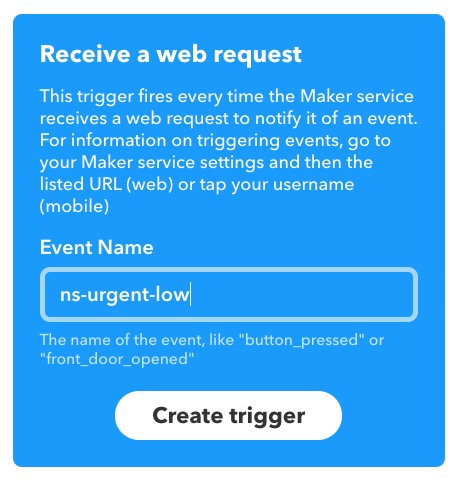 Receive a web request
This trigger fires every time the Maker service
receives a web request to notify it of an event.
For information on triggering events, go to
your Maker service settings and then the
listed URL (web) or tap your username
(mobile)
Event Name
ns-urgent-low
The name of the event, like "button_pressed" or
"front_door_opened"
Create trigger